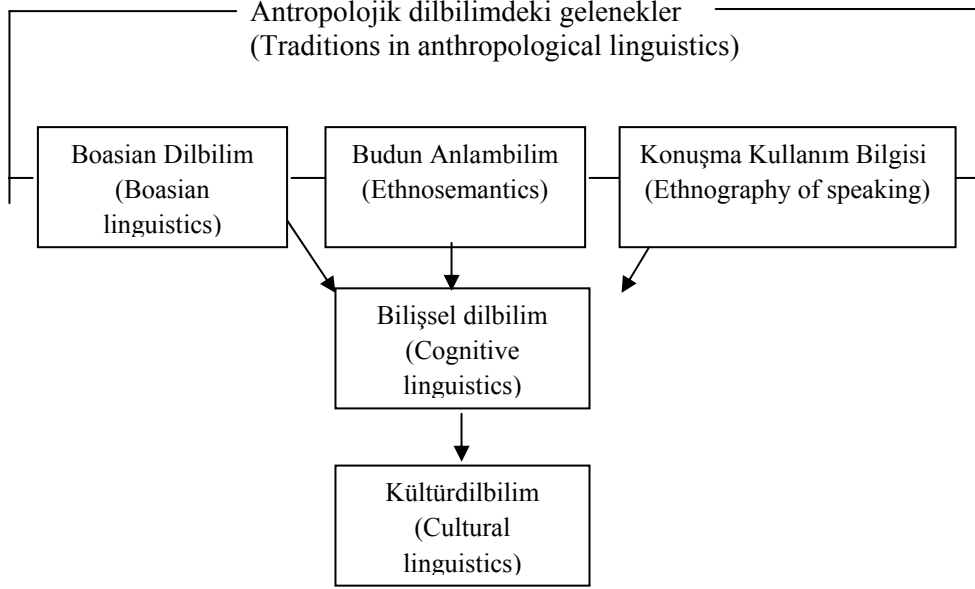 Antropolojik dilbilimdeki gelenekler
(Traditions in anthropological linguistics)
Boasian Dilbilim
(Boasian
linguistics)
Budun Anlambilim
(Ethnosemantics)
Konuşma Kullanım Bilgisi
(Ethnography of speaking)
Bilişsel dilbilim
(Cognitive
linguistics)
Kültürdilbilim
(Cultural
linguistics)